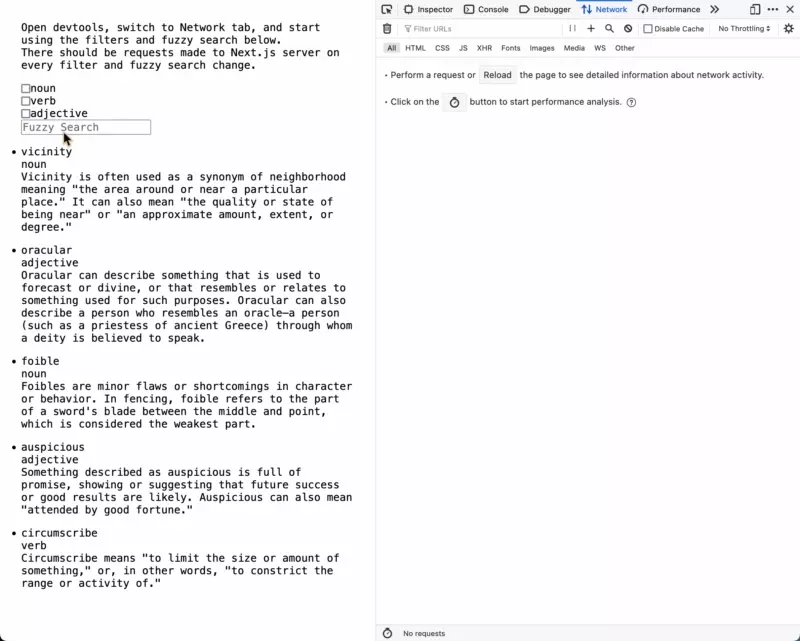 Open devtools, switch to Network tab, and start
using the filters and fuzzy search below.
There should be requests made to Next.js server on
every filter and fuzzy search change.
noun
verb
adjective
Fuzzy Search
• vicinity
noun
Vicinity is often used as a synonym of neighborhood
meaning "the area around or near a particular
place." It can also mean "the quality or state of
being near" or "an approximate amount, extent, or
degree."
• oracular
adjective
Oracular can describe something that is used to
forecast or divine, or that resembles or relates to
something used for such purposes. Oracular can also
describe a person who resembles an oracle—a person
(such as a priestess of ancient Greece) through whom
a deity is believed to speak.
• foible
noun
Foibles are minor flaws or shortcomings in character
or behavior. In fencing, foible refers to the part
of a sword's blade between the middle and point,
which is considered the weakest part.
• auspicious
adjective
Something described as auspicious is full of
promise, showing or suggesting that future success
or good results are likely. Auspicious can also mean
"attended by good fortune."
• circumscribe
verb
Circumscribe means "to limit the size or amount of
something," or, in other words, "to constrict the
range or activity of."
Inspector Console Debugger Network Performance
Filter URLs Disable Cache No Throttling
All HTML CSS JS XHR Fonts Images Media WS Other
• Perform a request or Reload the page to see detailed information about network activity.
• Click on the button to start performance analysis.
No requests